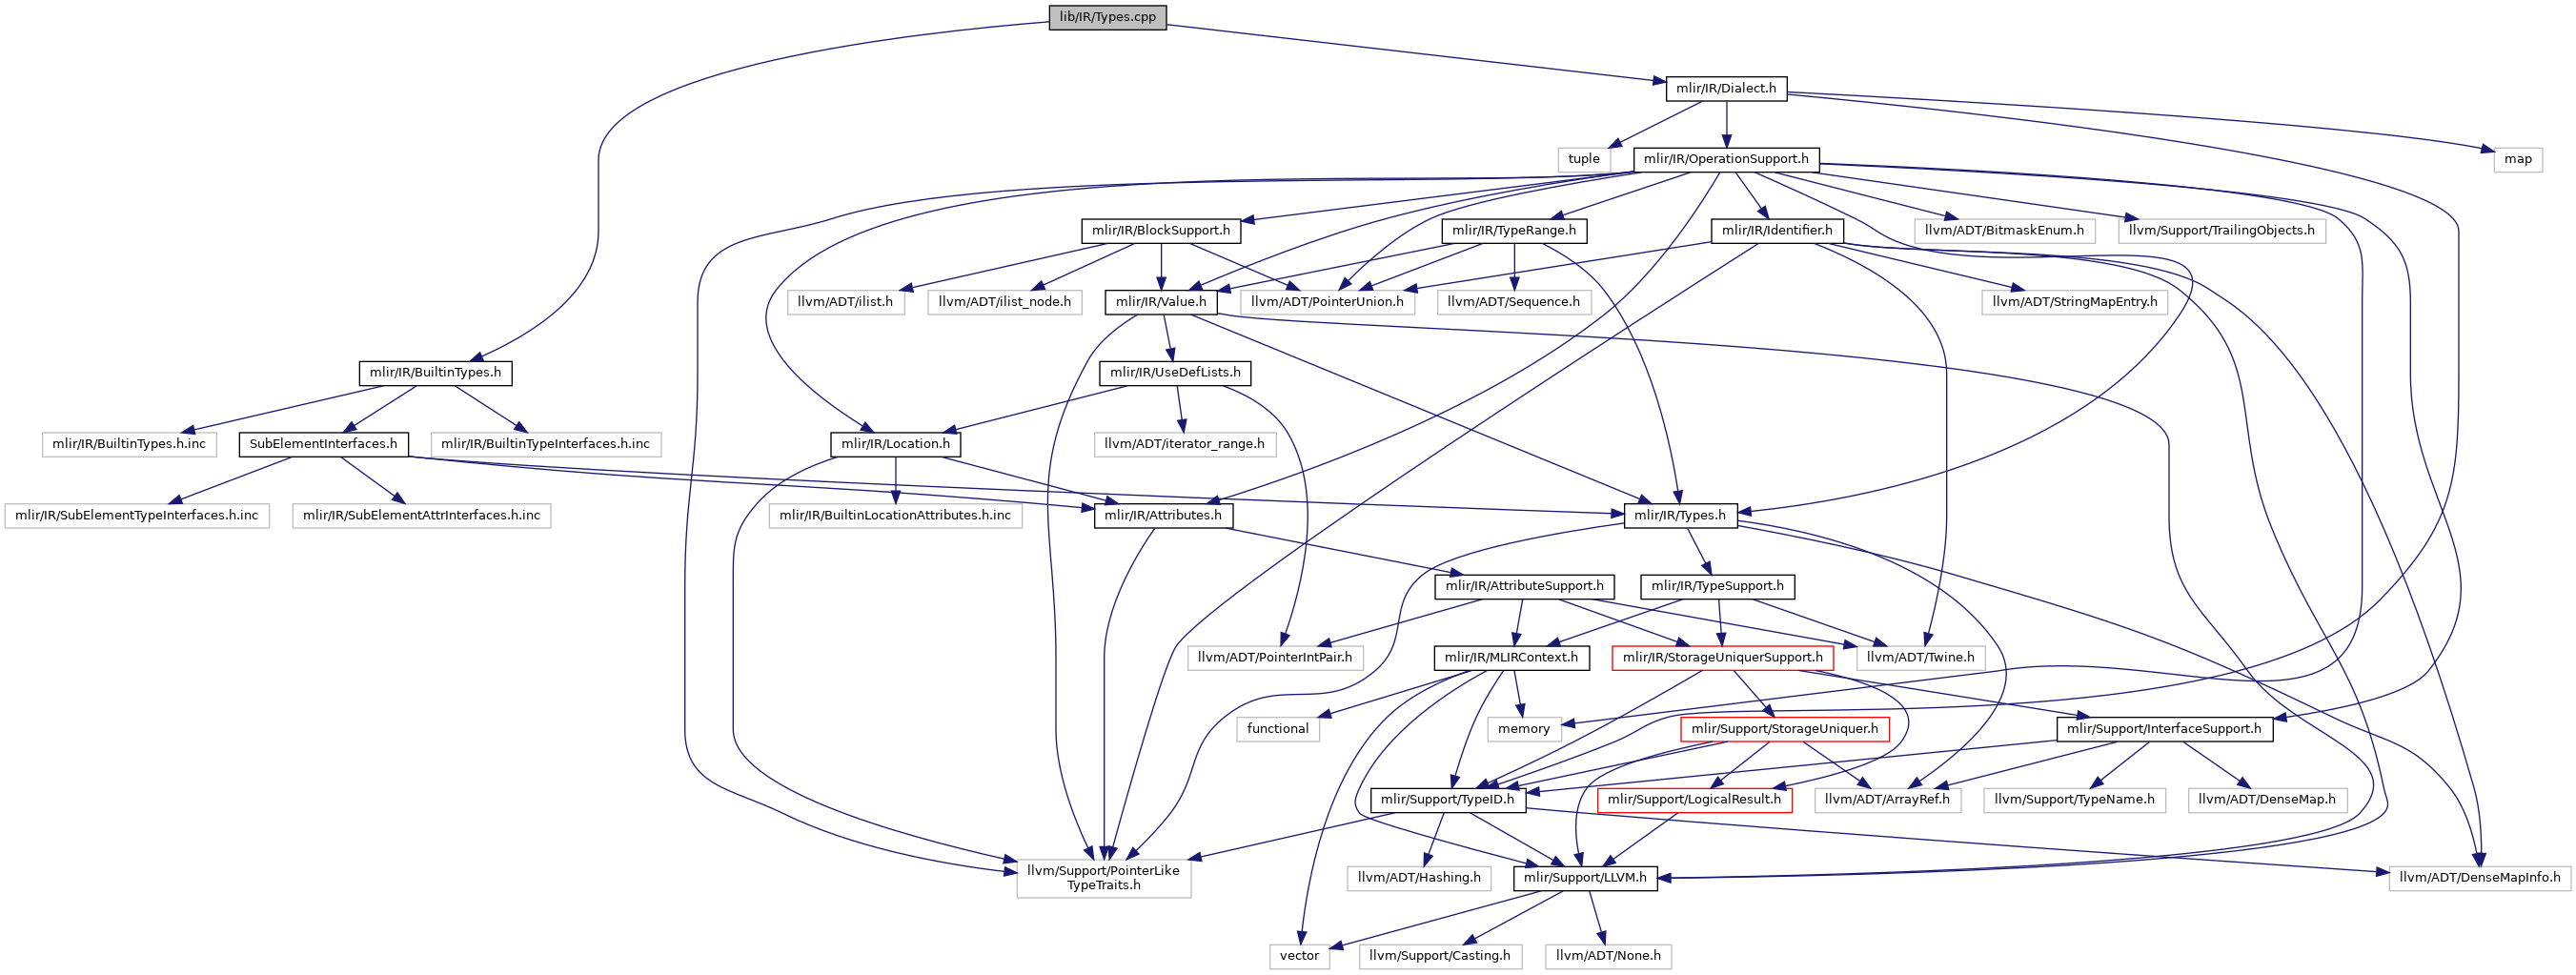 lib/IR/Types.cpp
mlir/IR/Dialect.h
tuple
mlir/IR/OperationSupport.h
map
mlir/IR/BlockSupport.h
mlir/IR/TypeRange.h
mlir/IR/Identifier.h
llvm/ADT/BitmaskEnum.h
llvm/Support/TrailingObjects.h
llvm/ADT/ilist.h
llvm/ADT/ilist_node.h
mlir/IR/Value.h
llvm/ADT/PointerUnion.h
llvm/ADT/Sequence.h
llvm/ADT/StringMapEntry.h
mlir/IR/BuiltinTypes.h
mlir/IR/UseDefLists.h
mlir/IR/BuiltinTypes.h.inc
SubElementInterfaces.h
mlir/IR/BuiltinTypeInterfaces.h.inc
mlir/IR/Location.h
llvm/ADT/iterator_range.h
mlir/IR/SubElementTypeInterfaces.h.inc
mlir/IR/SubElementAttrInterfaces.h.inc
mlir/IR/BuiltinLocationAttributes.h.inc
mlir/IR/Attributes.h
mlir/IR/Types.h
mlir/IR/AttributeSupport.h
mlir/IR/TypeSupport.h
llvm/ADT/PointerIntPair.h
mlir/IR/MLIRContext.h
mlir/IR/StorageUniquerSupport.h
llvm/ADT/Twine.h
functional
memory
mlir/Support/StorageUniquer.h
mlir/Support/InterfaceSupport.h
mlir/Support/TypeID.h
mlir/Support/LogicalResult.h
llvm/ADT/ArrayRef.h
llvm/Support/TypeName.h
llvm/ADT/DenseMap.h
llvm/Support/PointerLike
TypeTraits.h
llvm/ADT/Hashing.h
mlir/Support/LLVM.h
llvm/ADT/DenseMapInfo.h
vector
llvm/Support/Casting.h
llvm/ADT/None.h